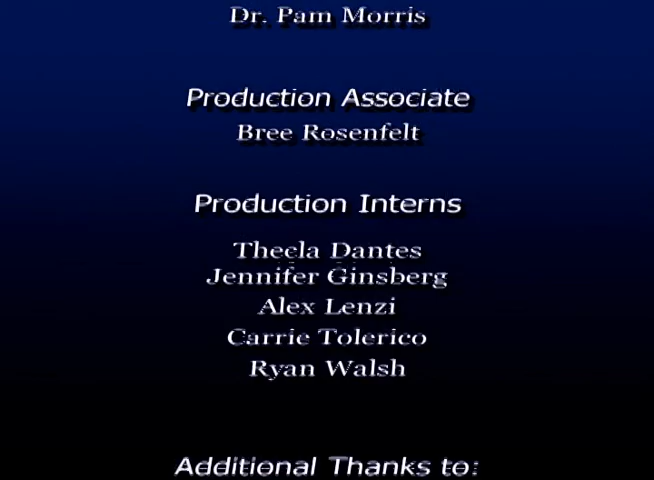 Dr. Pam Morris
Production Associate
Bree Rosenfelt
Production Interns
Thecla Dantes
Jennifer Ginsberg
Alex Lenzi
Carrie Tolerico
Ryan Walsh
Additional Thanks to: